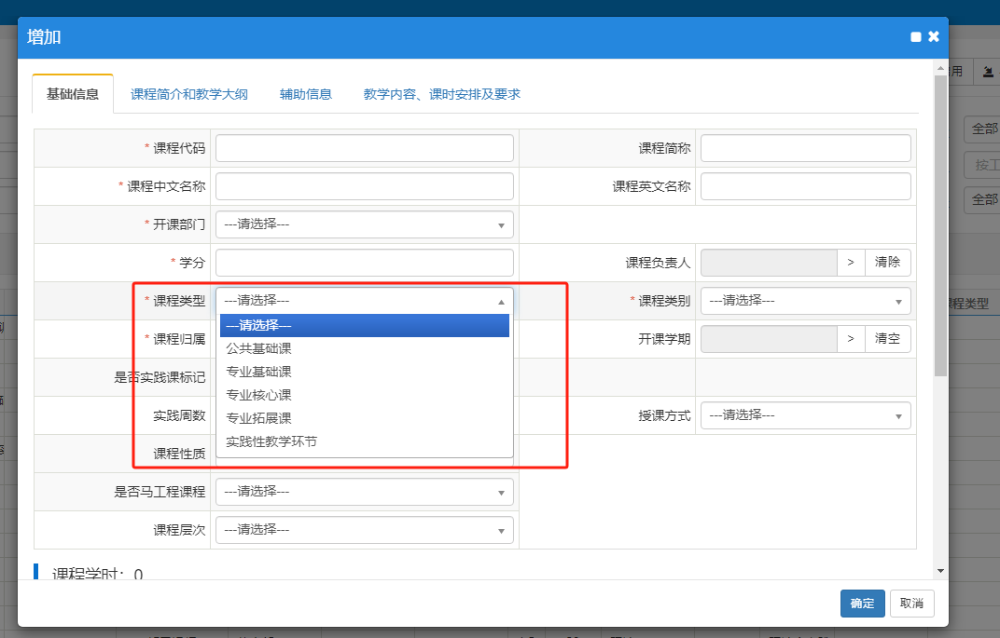 增加
基础信息 课程简介和教学大纲 辅助信息 教学内容、课时安排及要求
用
全部
按工
全部
* 课程代码 课程简称
* 课程中文名称 课程英文名称
* 开课部门 ---请选择---
* 学分 课程负责人 > 清除
* 课程类型 ---请选择--- * 课程类别 ---请选择---
程类型
---请选择---
* 课程归属 开课学期 > 清空
公共基础课
专业基础课
是否实践课标记
专业核心课
实践周数 专业拓展课 授课方式 ---请选择---
实践性教学环节
课程性质
是否马工程课程 ---请选择---
课程层次 ---请选择---
课程学时: 0
确定 取消